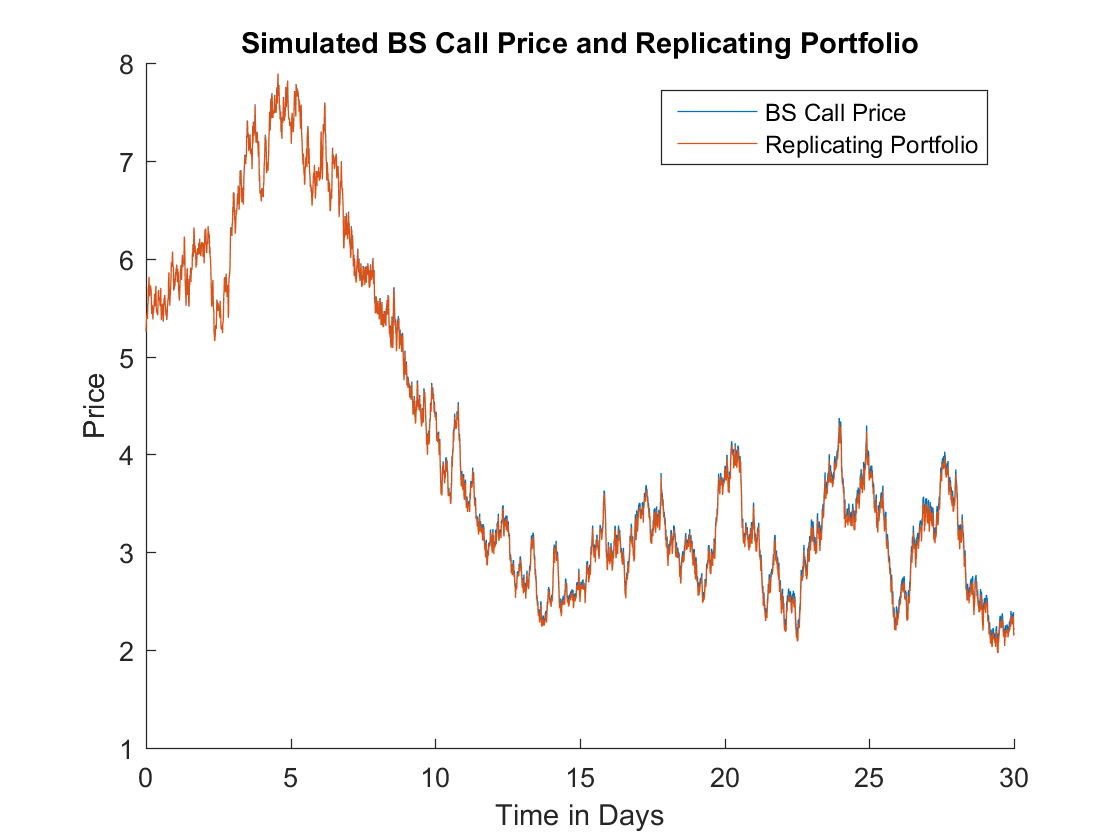 Simulated BS Call Price and Replicating Portfolio
BS Call Price
Replicating Portfolio
8
7
6
5
4
3
2
1
Price
0 5 10 15 20 25 30
Time in Days